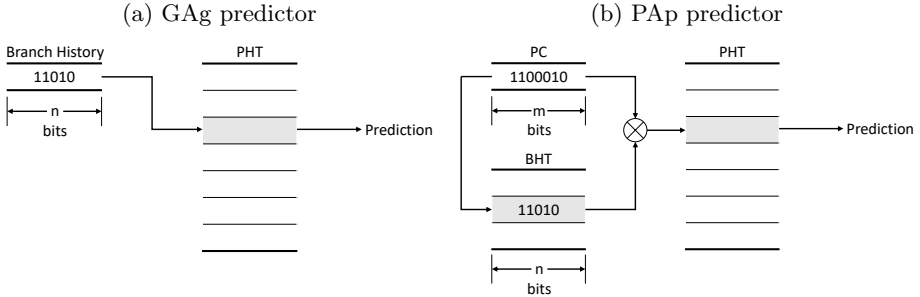 (a) GAg predictor
Branch History
PHT
11010
n
bits
Prediction
(b) PAp predictor
PC
PHT
1100010
m
bits
BHT
11010
n
bits
Prediction